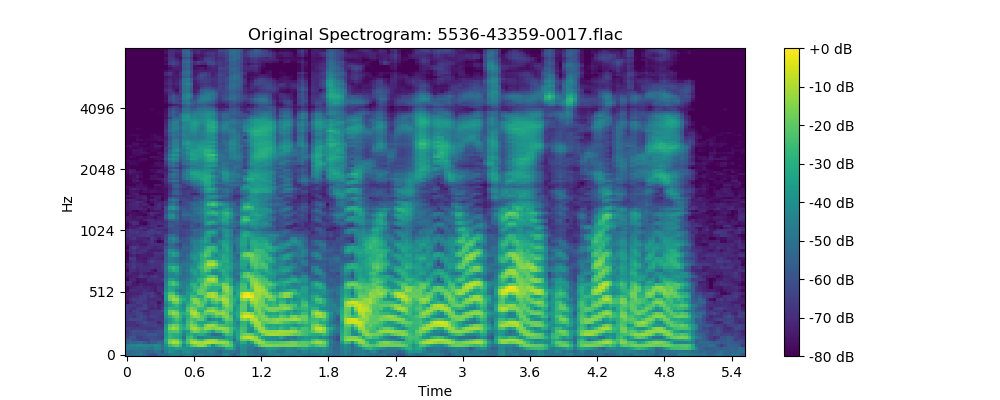 Original Spectrogram: 5536-43359-0017.flac
+0 dB
4096
-10 dB
-20 dB
2048
-30 dB
Hz
-40 dB
1024
-50 dB
512
-60 dB
-70 dB
0
-80 dB
0 0.6 1.2 1.8 2.4 3 3.6 4.2 4.8 5.4
Time